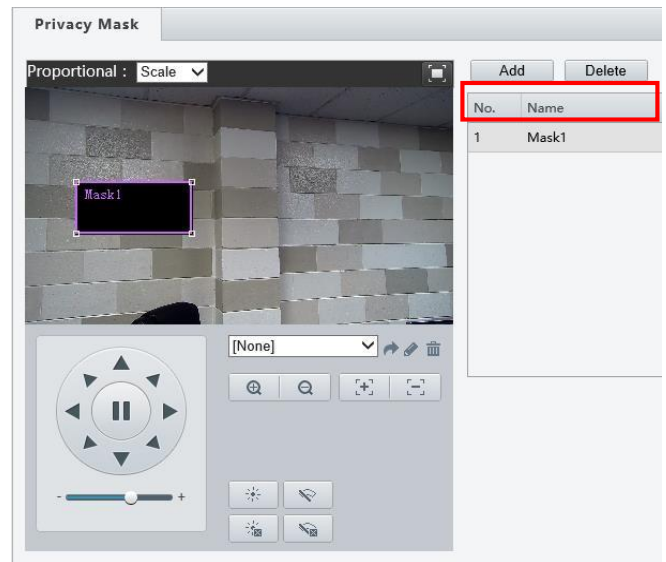 Privacy Mask
Proportional : Scale
Add Delete
No. Name
1 Mask1
Mask1
[None]
- +